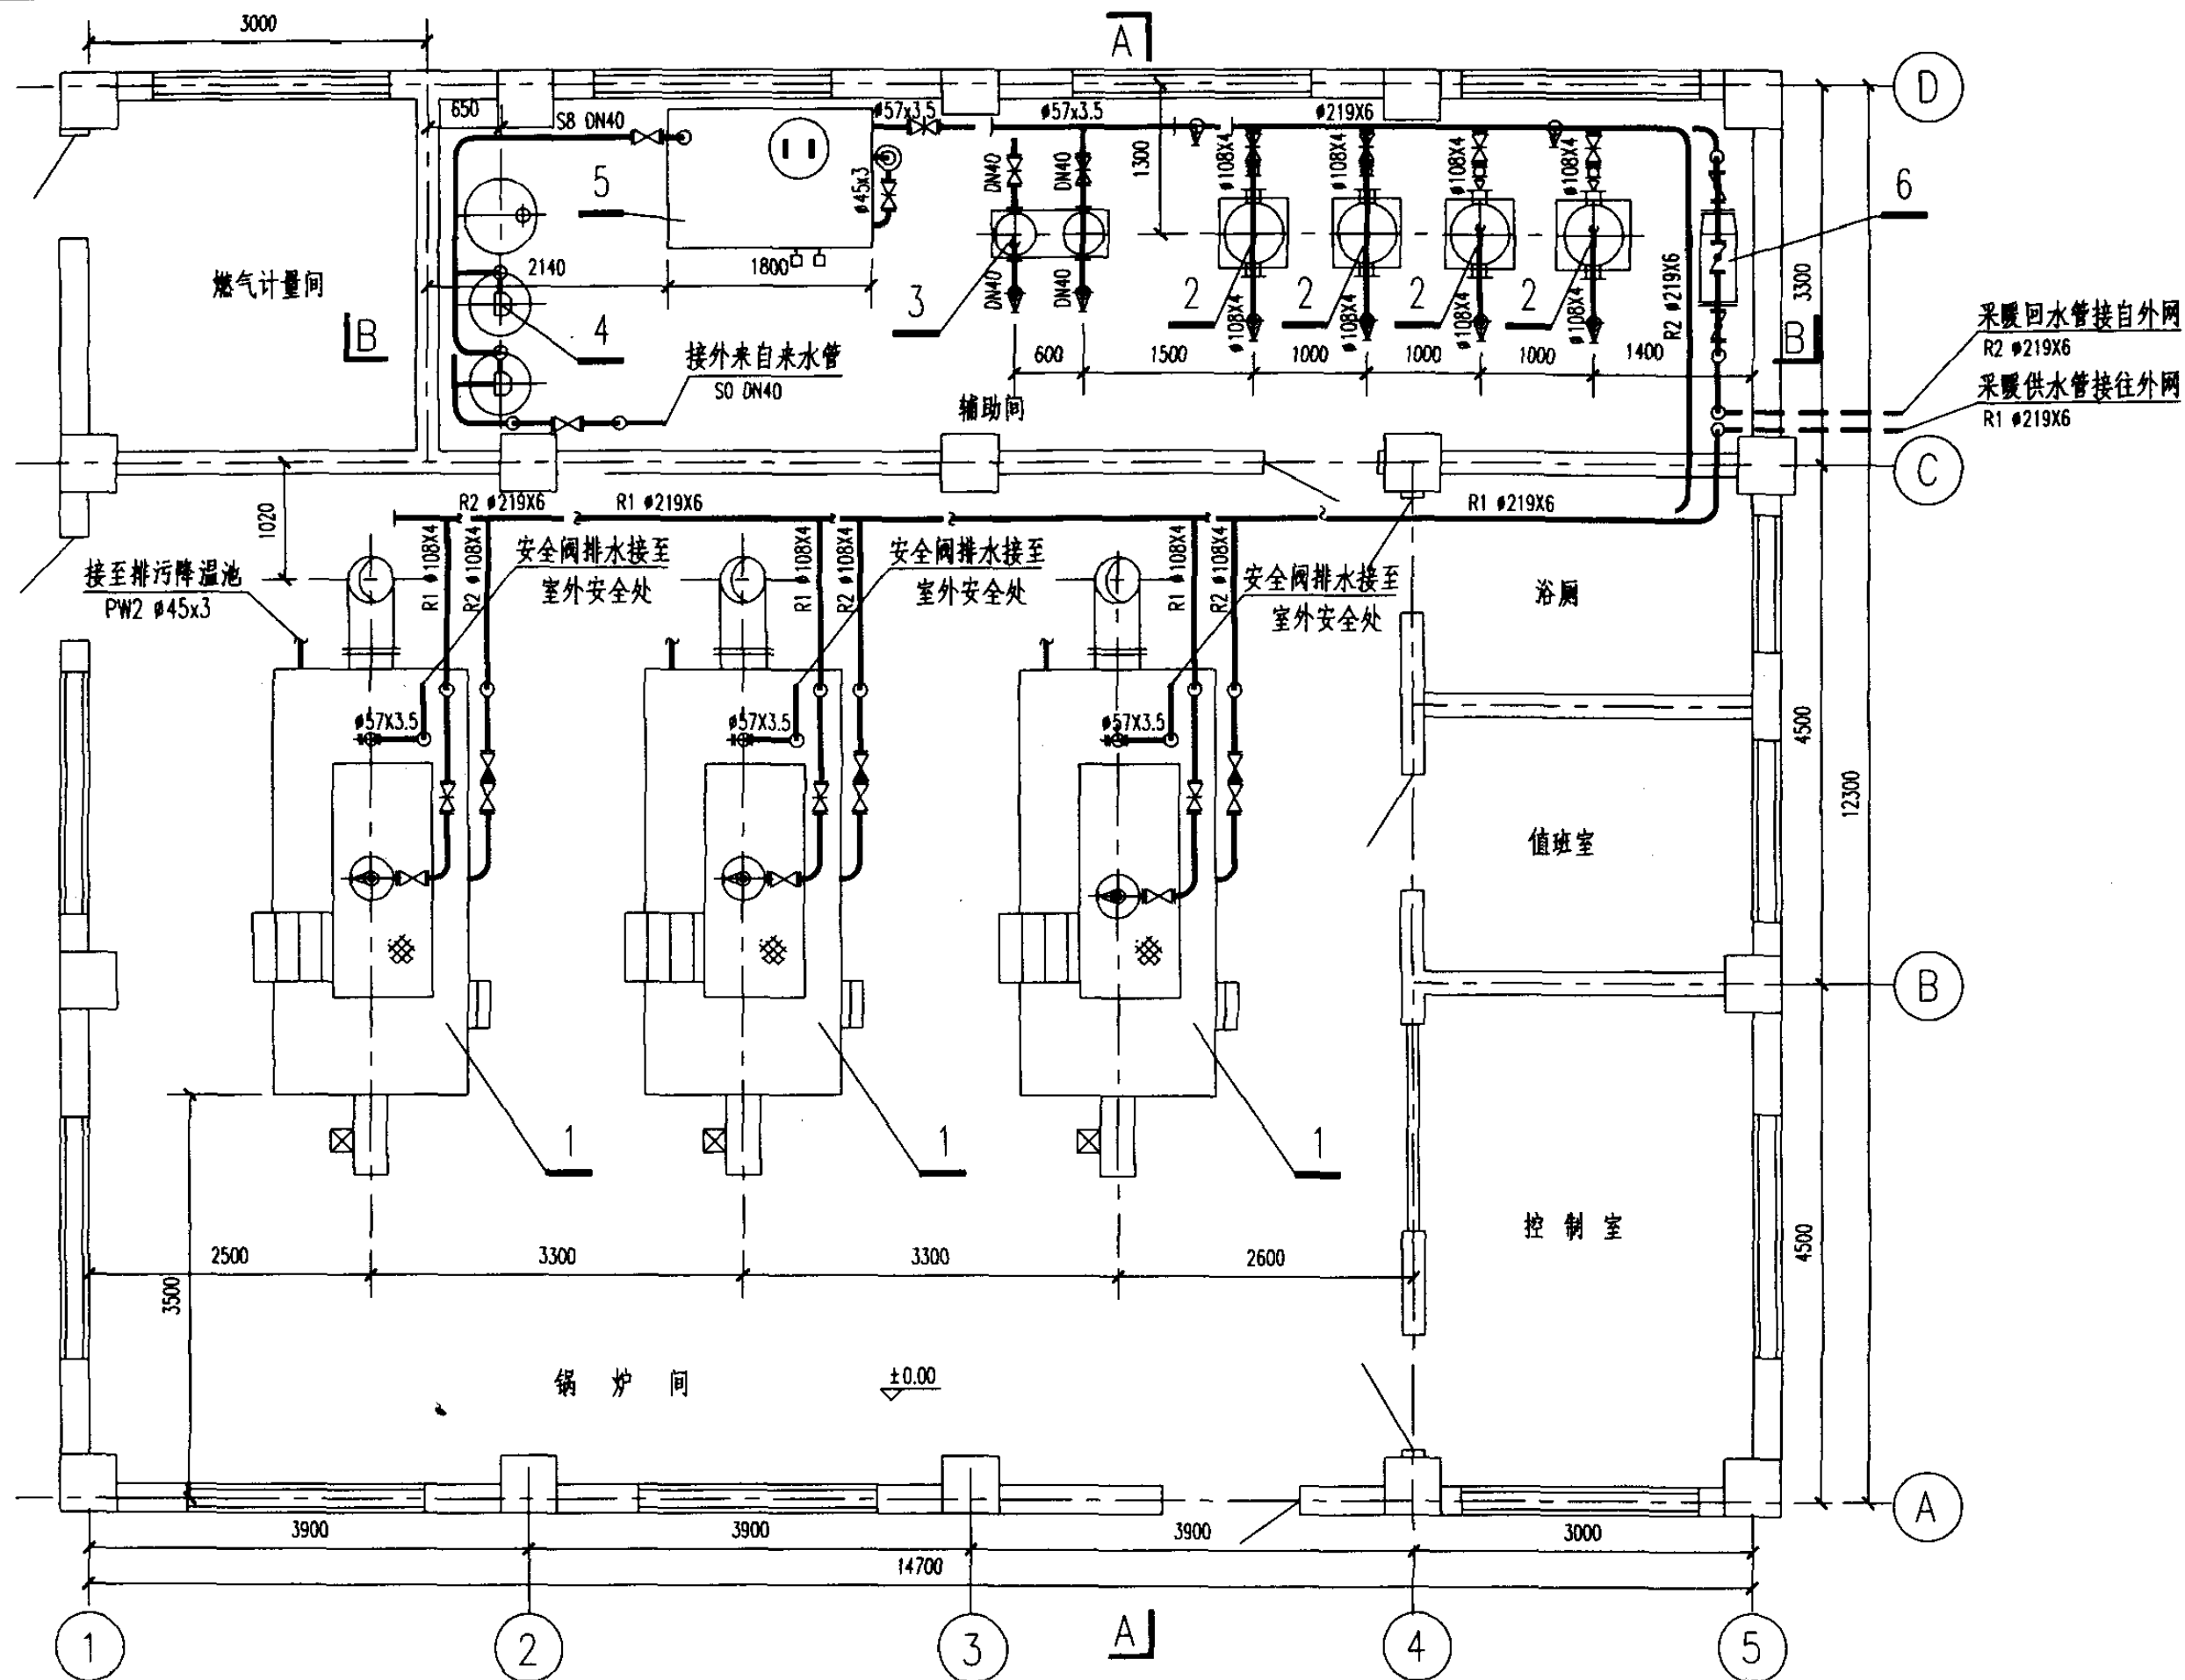 3000
A
D
650
S8 DN40
ø57x3.5
ø57x3.5
ø219X6
1300
DN40
DN40
ø108X4
ø108X4
ø108X4
ø108X4
5
ø45x3
6
燃气计量间
2140
1800
3
DN40
DN40
2
2
2
2
ø108X4
ø108X4
ø108X4
ø108X4
R2 ø219X6
3300
B
4
B
采暖回水管接自外网
R2 ø219X6
接外来自来水管
S0 DN40
600
1500
1000
1000
1000
1400
采暖供水管接往外网
R1 ø219X6
辅助间
C
1020
R2 ø219X6
R1 ø219X6
R1 ø219X6
R1 ø108X4
R2 ø108X4
R1 ø108X4
R2 ø108X4
R1 ø108X4
R2 ø108X4
安全阀排水接至
室外安全处
安全阀排水接至
室外安全处
安全阀排水接至
室外安全处
接至排污降温池
PW2 ø45x3
浴厕
ø57X3.5
ø57X3.5
ø57X3.5
4500
12300
值班室
B
1
1
1
控制室
2500
3300
3300
2600
3500
4500
锅炉间
±0.00
A
3900
3900
3900
3000
14700
1
2
3
A
4
5